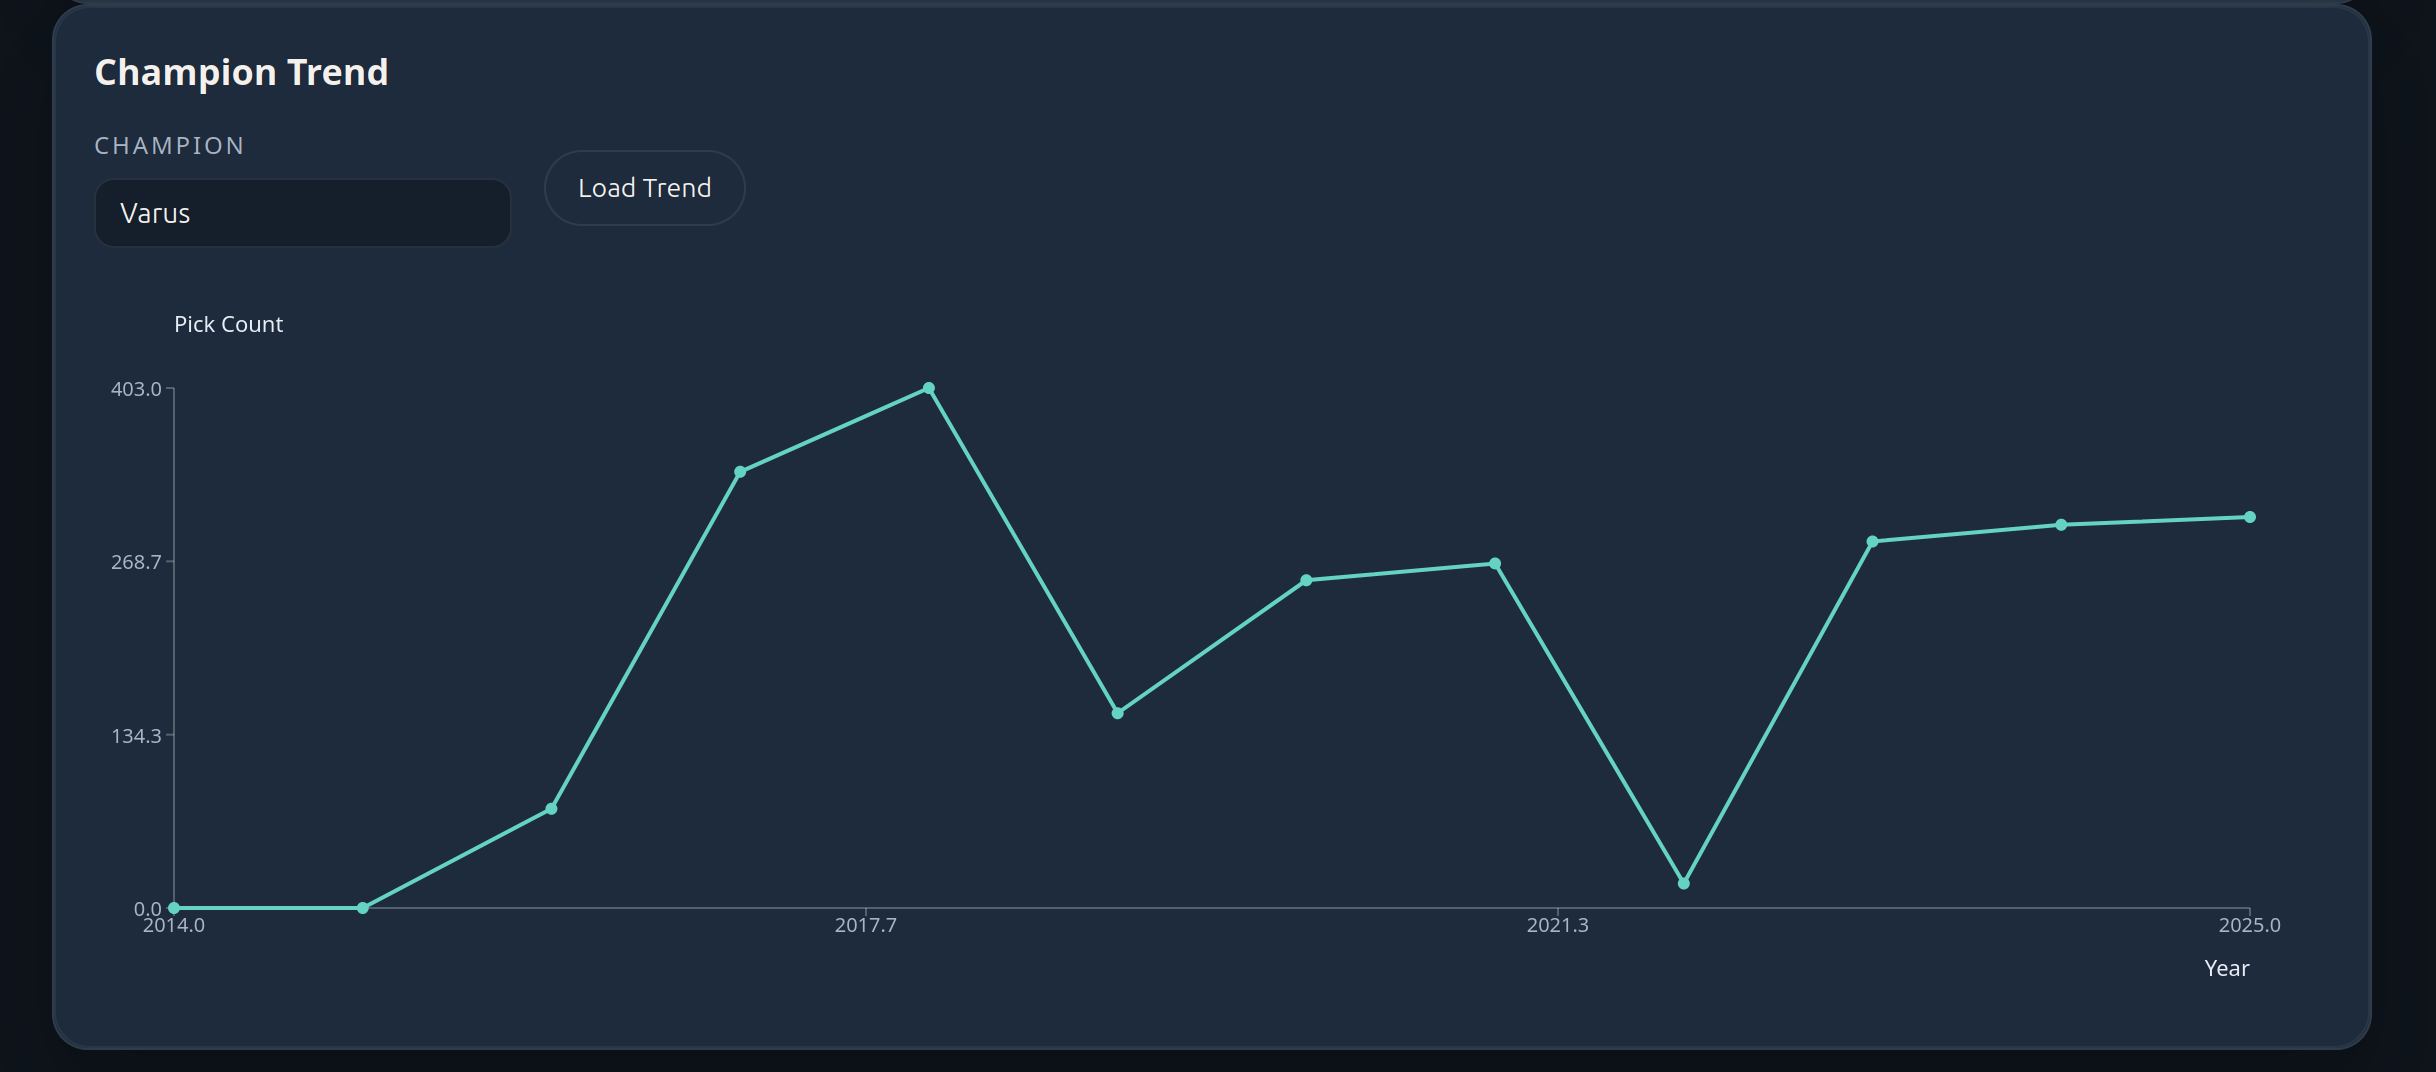 Champion Trend
CHAMPION
Varus
Load Trend
Pick Count
403.0
268.7
134.3
0.0
2014.0 2017.7 2021.3 2025.0
Year